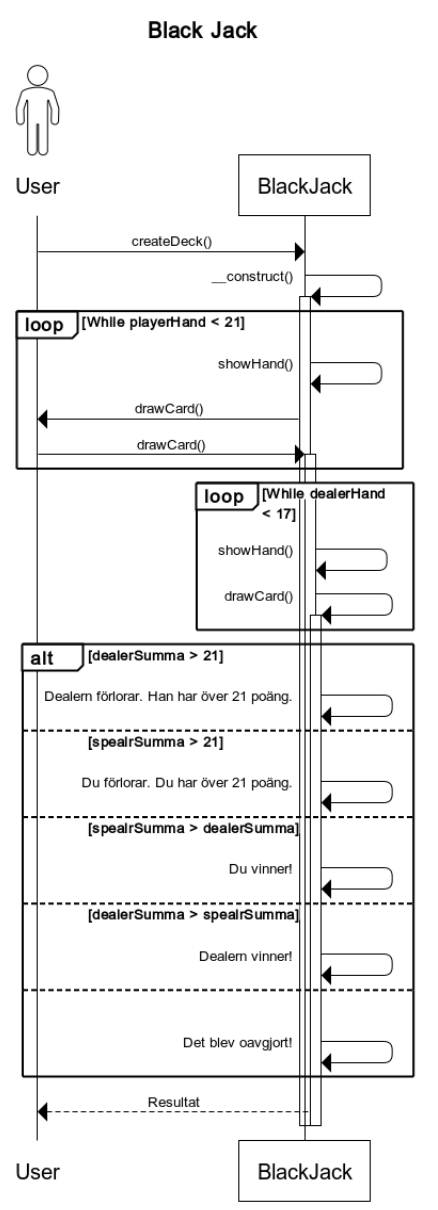 Black Jack
User
BlackJack
createDeck()
__construct()
loop
[While playerHand < 21]
showHand()
drawCard()
drawCard()
loop
[While dealerHand
< 17]
showHand()
drawCard()
alt
[dealerSumma > 21]
Dealern förlorar. Han har över 21 poäng.
[spealrSumma > 21]
Du förlorar. Du har över 21 poäng.
[spealrSumma > dealerSumma]
Du vinner!
[dealerSumma > spealrSumma]
Dealern vinner!
Det blev oavgjort!
Resultat
User
BlackJack